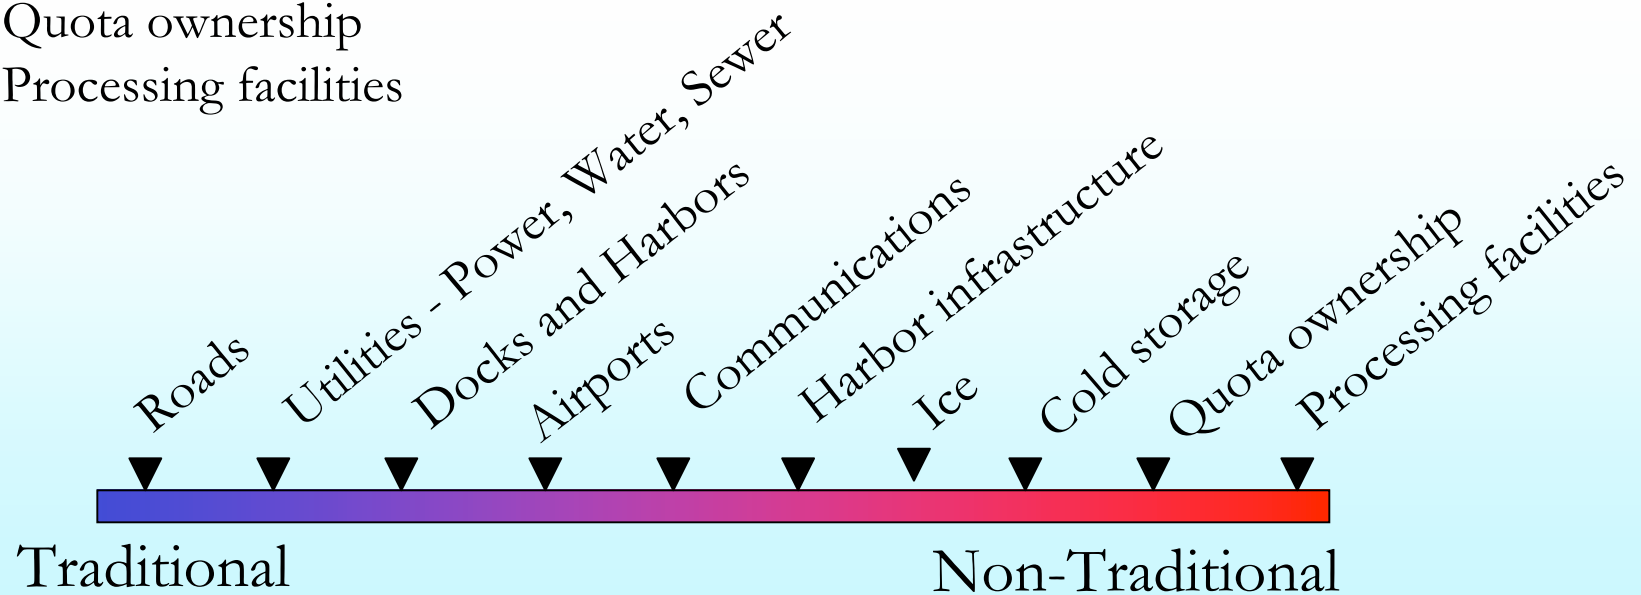 Quota ownership
Processing facilities
Roads
Utilities - Power, Water, Sewer
Docks and Harbors
Airports
Communications
Harbor infrastructure
Ice
Cold storage
Quota ownership
Processing facilities
Traditional
Non-Traditional